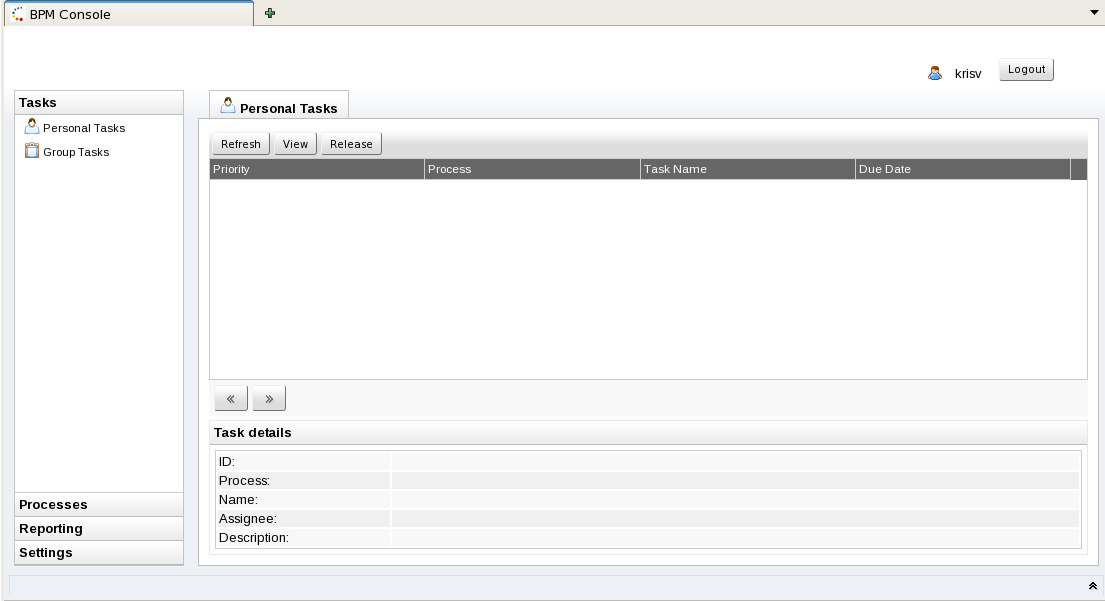 BPM Console
krisv
Logout
Tasks
Personal Tasks
Group Tasks
Processes
Reporting
Settings
Personal Tasks
Refresh View Release
Priority Process Task Name Due Date
« »
Task details
ID:
Process:
Name:
Assignee:
Description: